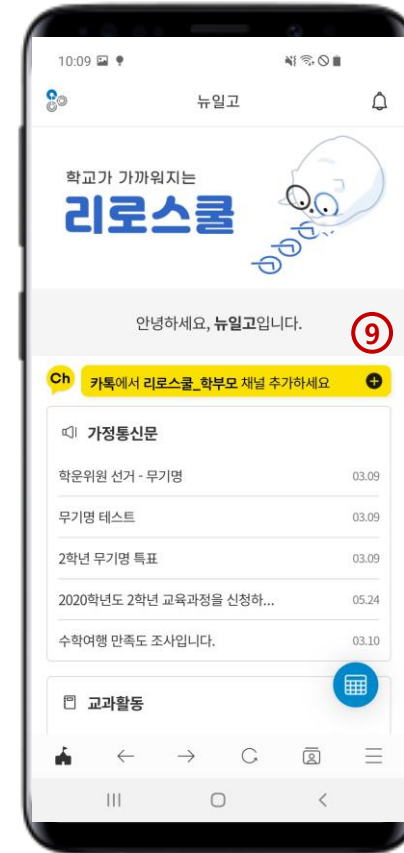 10:09
뉴일고
학교가 가까워지는
리로스쿨
안녕하세요, 뉴일고입니다.
9
Ch 카톡에서 리로스쿨_학부모 채널 추가하세요
가정통신문
학운위원 선거 - 무기명 03.09
무기명 테스트 03.09
2학년 무기명 특표 03.09
2020학년도 2학년 교육과정을 신청하... 05.24
수학여행 만족도 조사입니다. 03.10
교과활동